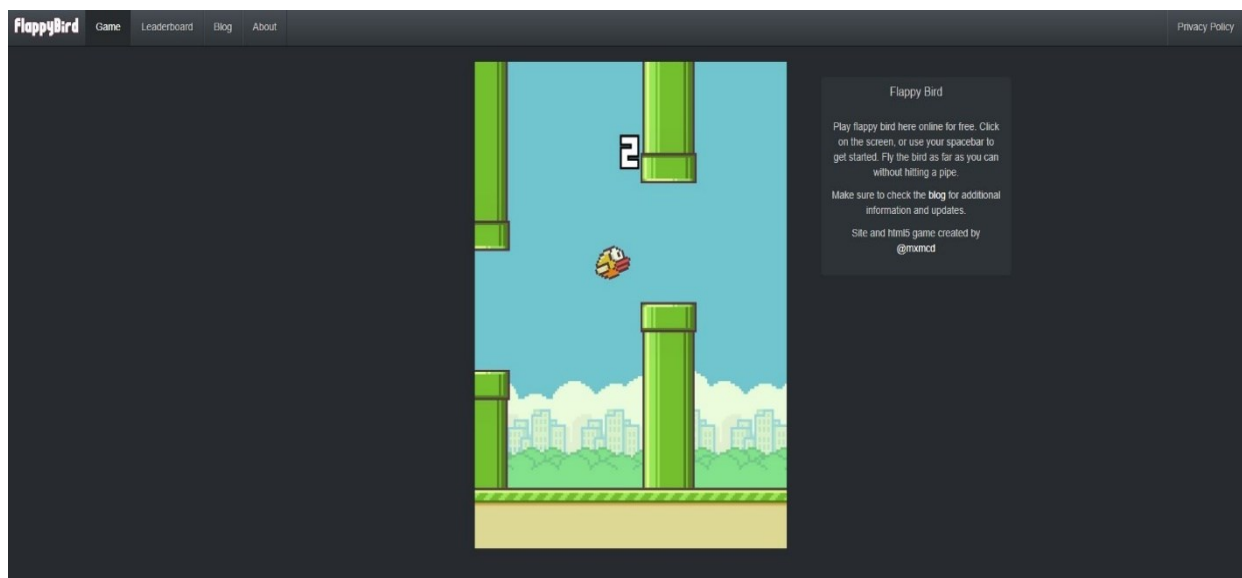 FlappyBird
Game
Leaderboard
Blog
About
Privacy Policy
2
Flappy Bird
Play flappy bird here online for free. Click
on the screen, or use your spacebar to
get started. Fly the bird as far as you can
without hitting a pipe.
Make sure to check the blog for additional
information and updates.
Site and html5 game created by
@mxmcd